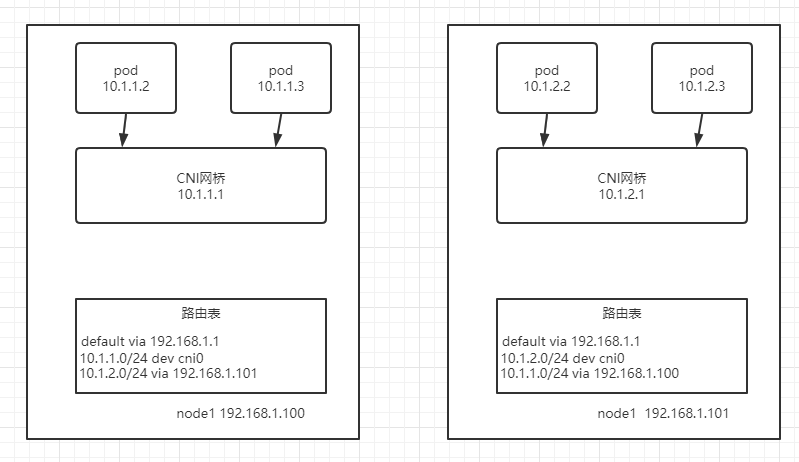 pod
10.1.1.2
pod
10.1.1.3
CNI网桥
10.1.1.1
路由表
default via 192.168.1.1
10.1.1.0/24 dev cni0
10.1.2.0/24 via 192.168.1.101
node1 192.168.1.100
pod
10.1.2.2
pod
10.1.2.3
CNI网桥
10.1.2.1
路由表
default via 192.168.1.1
10.1.2.0/24 dev cni0
10.1.1.0/24 via 192.168.1.100
node1 192.168.1.101